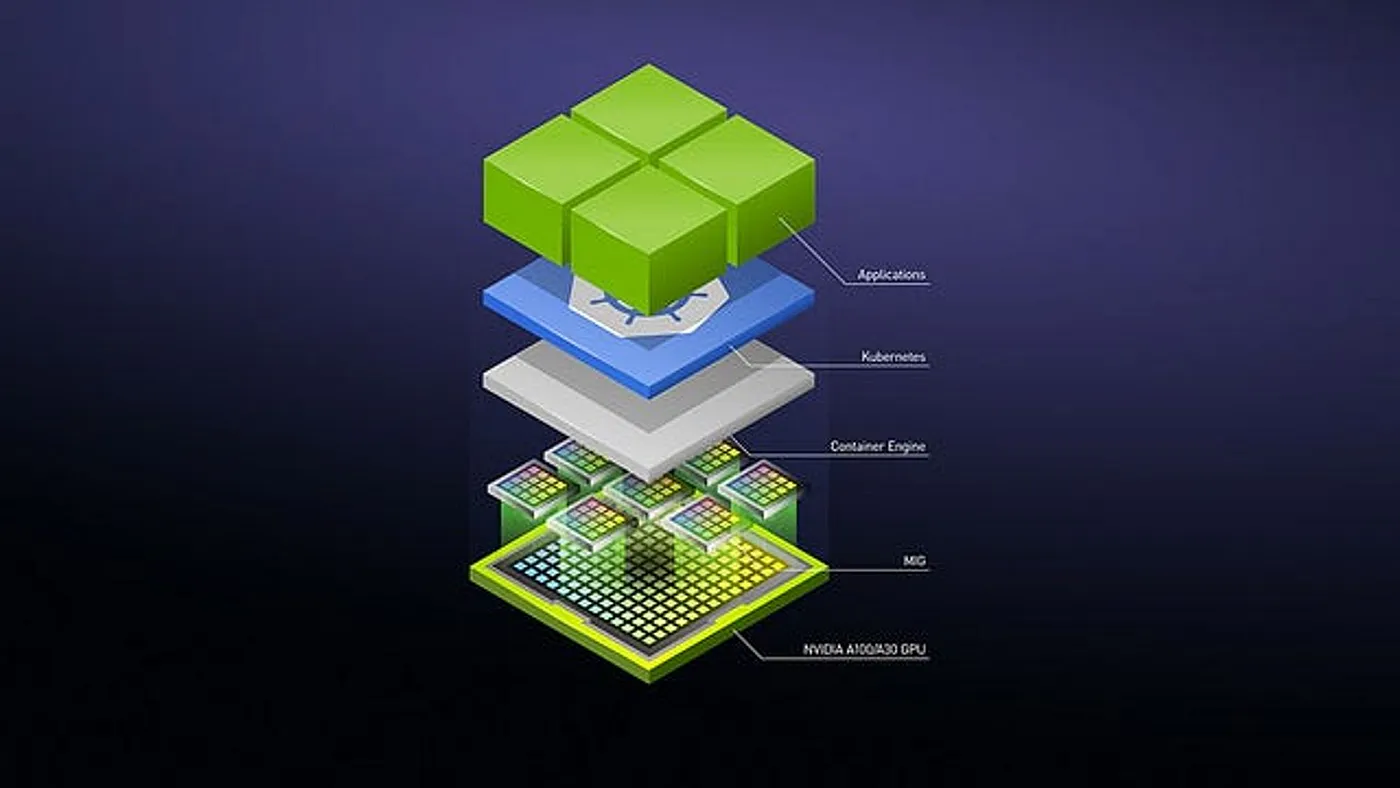 Applications
Kubernetes
Container Engine
MIG
NVIDIA A100/A30 GPU